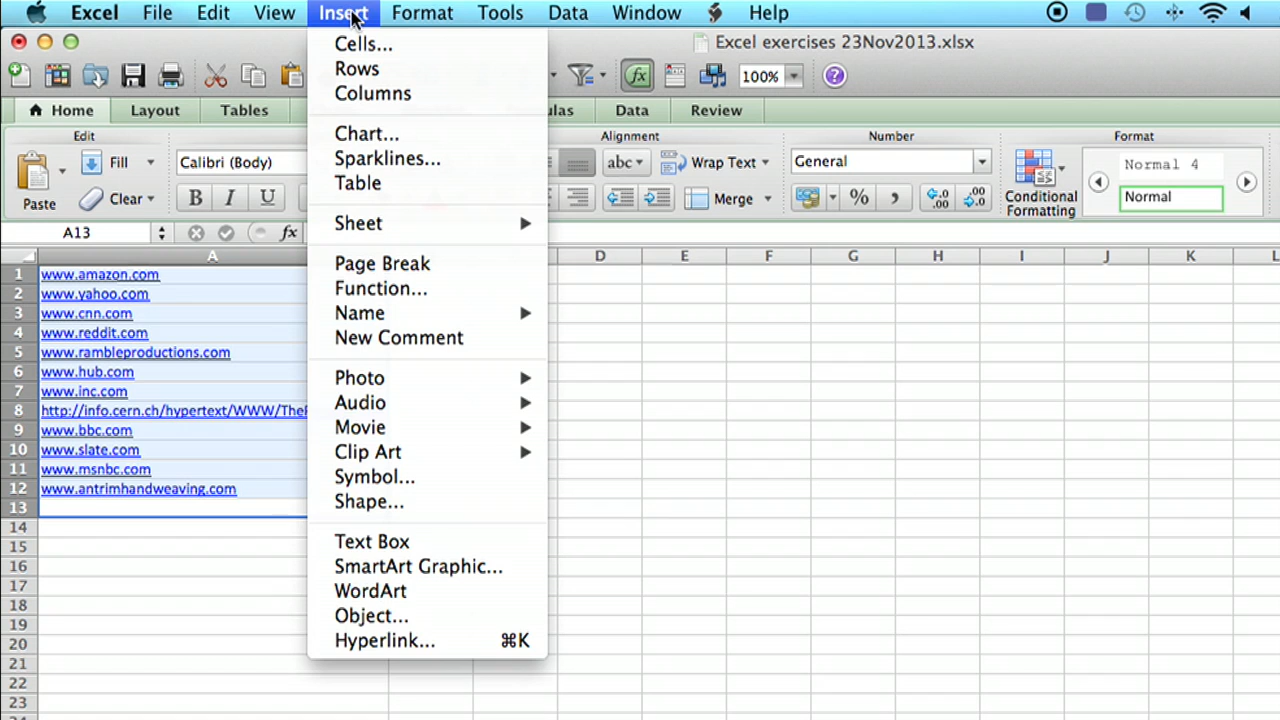 Excel File Edit View Insert Format Tools Data Window Help
Excel exercises 23Nov2013.xlsx
100%
Home Layout Tables ulas Data Review
Edit Alignment Number Format
Fill Calibri (Body) abc Wrap Text General Normal 4
Paste Clear B I U Merge % , .0 .00 .00 .0 Conditional Formatting Normal
A13 fx
A D E F G H I J K L
1 www.amazon.com
2 www.yahoo.com
3 www.cnn.com
4 www.reddit.com
5 www.rambleproductions.com
6 www.hub.com
7 www.inc.com
8 http://info.cern.ch/hypertext/WWW/TheP
9 www.bbc.com
10 www.slate.com
11 www.msnbc.com
12 www.antrimhandweaving.com
13
14
15
16
17
18
19
20
21
22
23
Cells...
Rows
Columns
Chart...
Sparklines...
Table
Sheet
Page Break
Function...
Name
New Comment
Photo
Audio
Movie
Clip Art
Symbol...
Shape...
Text Box
SmartArt Graphic...
WordArt
Object...
Hyperlink... ⌘K